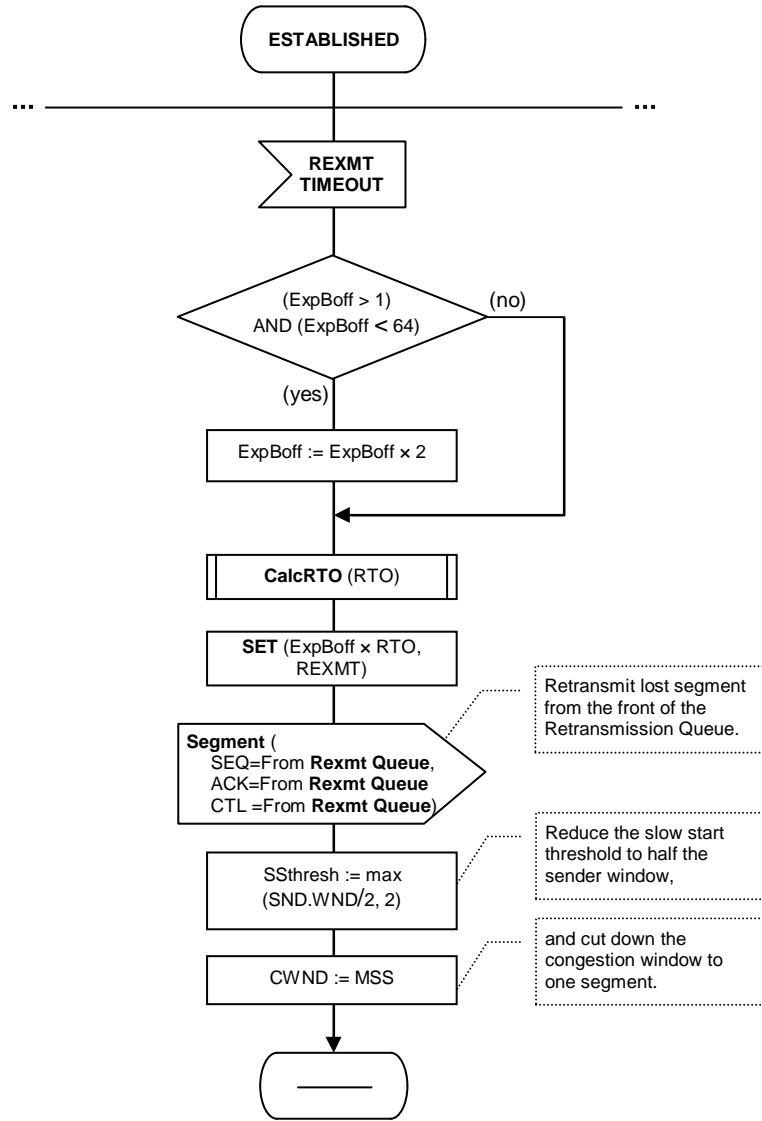 ESTABLISHED
... ...
REXMT
TIMEOUT
(ExpBoff > 1)
AND (ExpBoff < 64)
(no)
(yes)
ExpBoff := ExpBoff × 2
CalcRTO (RTO)
SET (ExpBoff × RTO,
REXMT)
Retransmit lost segment
from the front of the
Retransmission Queue.
Segment (
SEQ=From Rexmt Queue,
ACK=From Rexmt Queue
CTL =From Rexmt Queue)
Reduce the slow start
threshold to half the
sender window,
SSthresh := max
(SND.WND/2, 2)
and cut down the
congestion window to
one segment.
CWND := MSS